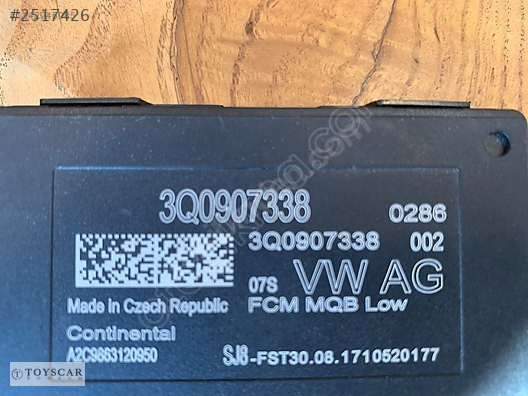 #2517426
3Q0907338 0286
3Q0907338 002
07S VW AG
Made in Czech Republic FCM MQB Low
Continental
A2C9863120950 SJ8-FST30.08.1710520177
TOYSCAR